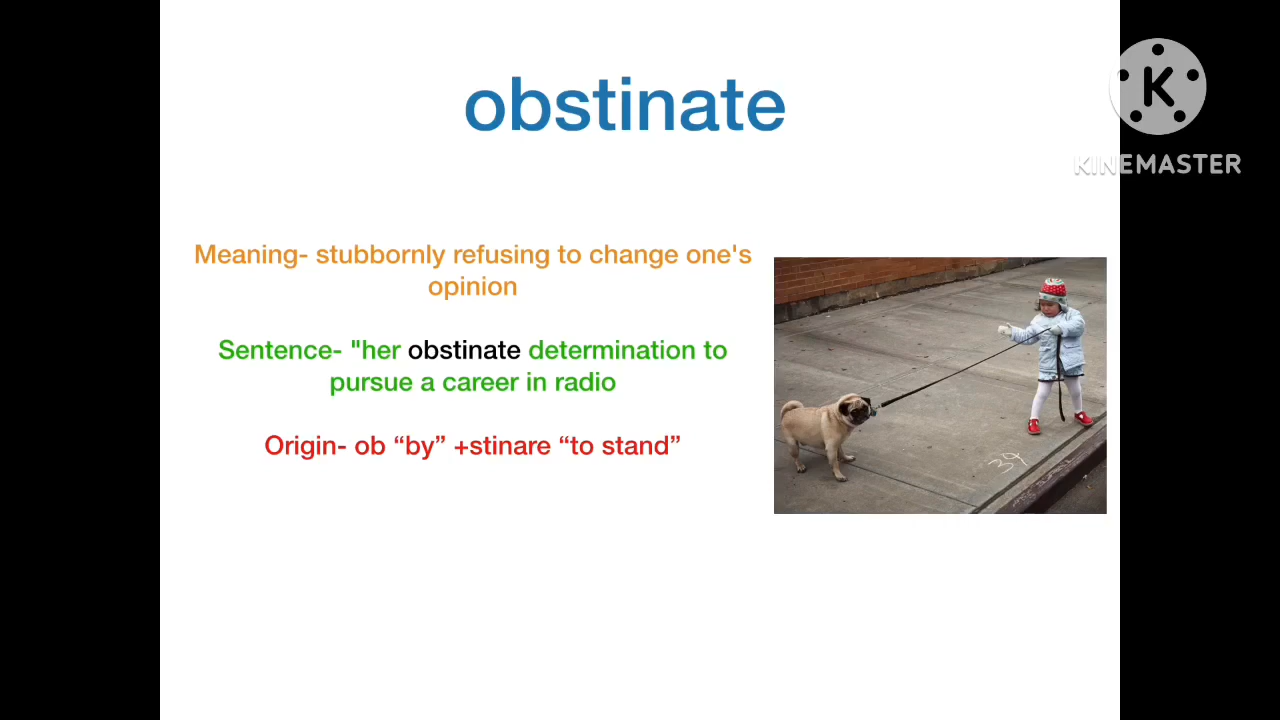 obstinate
K
KINEMASTER
Meaning- stubbornly refusing to change one's
opinion
Sentence- "her obstinate determination to
pursue a career in radio
Origin- ob “by” +stinare “to stand”
39